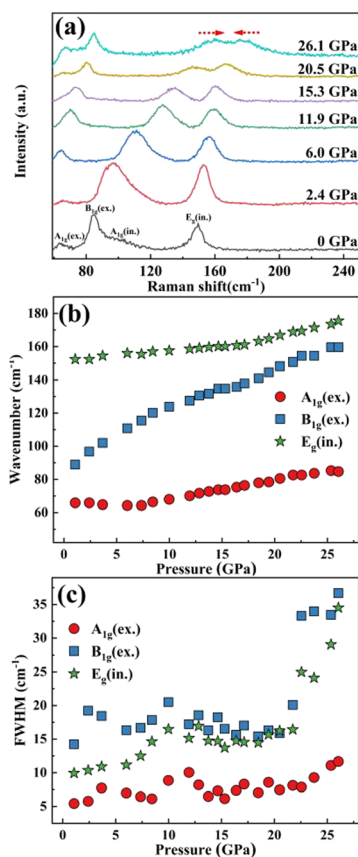 (a)
Intensity (a.u.)
26.1 GPa
20.5 GPa
15.3 GPa
11.9 GPa
6.0 GPa
2.4 GPa
0 GPa
B1g(ex.)
A1g(ex.)
A1g(in.)
Eg(in.)
60 80 120 160 200 240
Raman shift(cm-1)
(b)
Wavenumber (cm-1)
180
160
140
120
100
80
60
A1g(ex.)
B1g(ex.)
Eg(in.)
0 5 10 15 20 25
Pressure (GPa)
(c)
FWHM (cm-1)
35
30
25
20
15
10
5
A1g(ex.)
B1g(ex.)
Eg(in.)
0 5 10 15 20 25
Pressure (GPa)